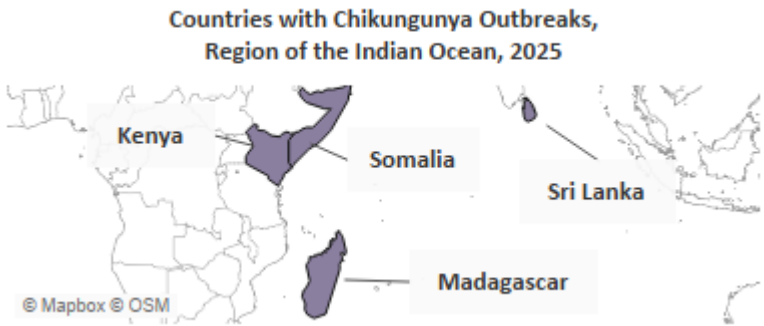 Countries with Chikungunya Outbreaks,
Region of the Indian Ocean, 2025
Kenya
Somalia
Sri Lanka
Madagascar
© Mapbox © OSM